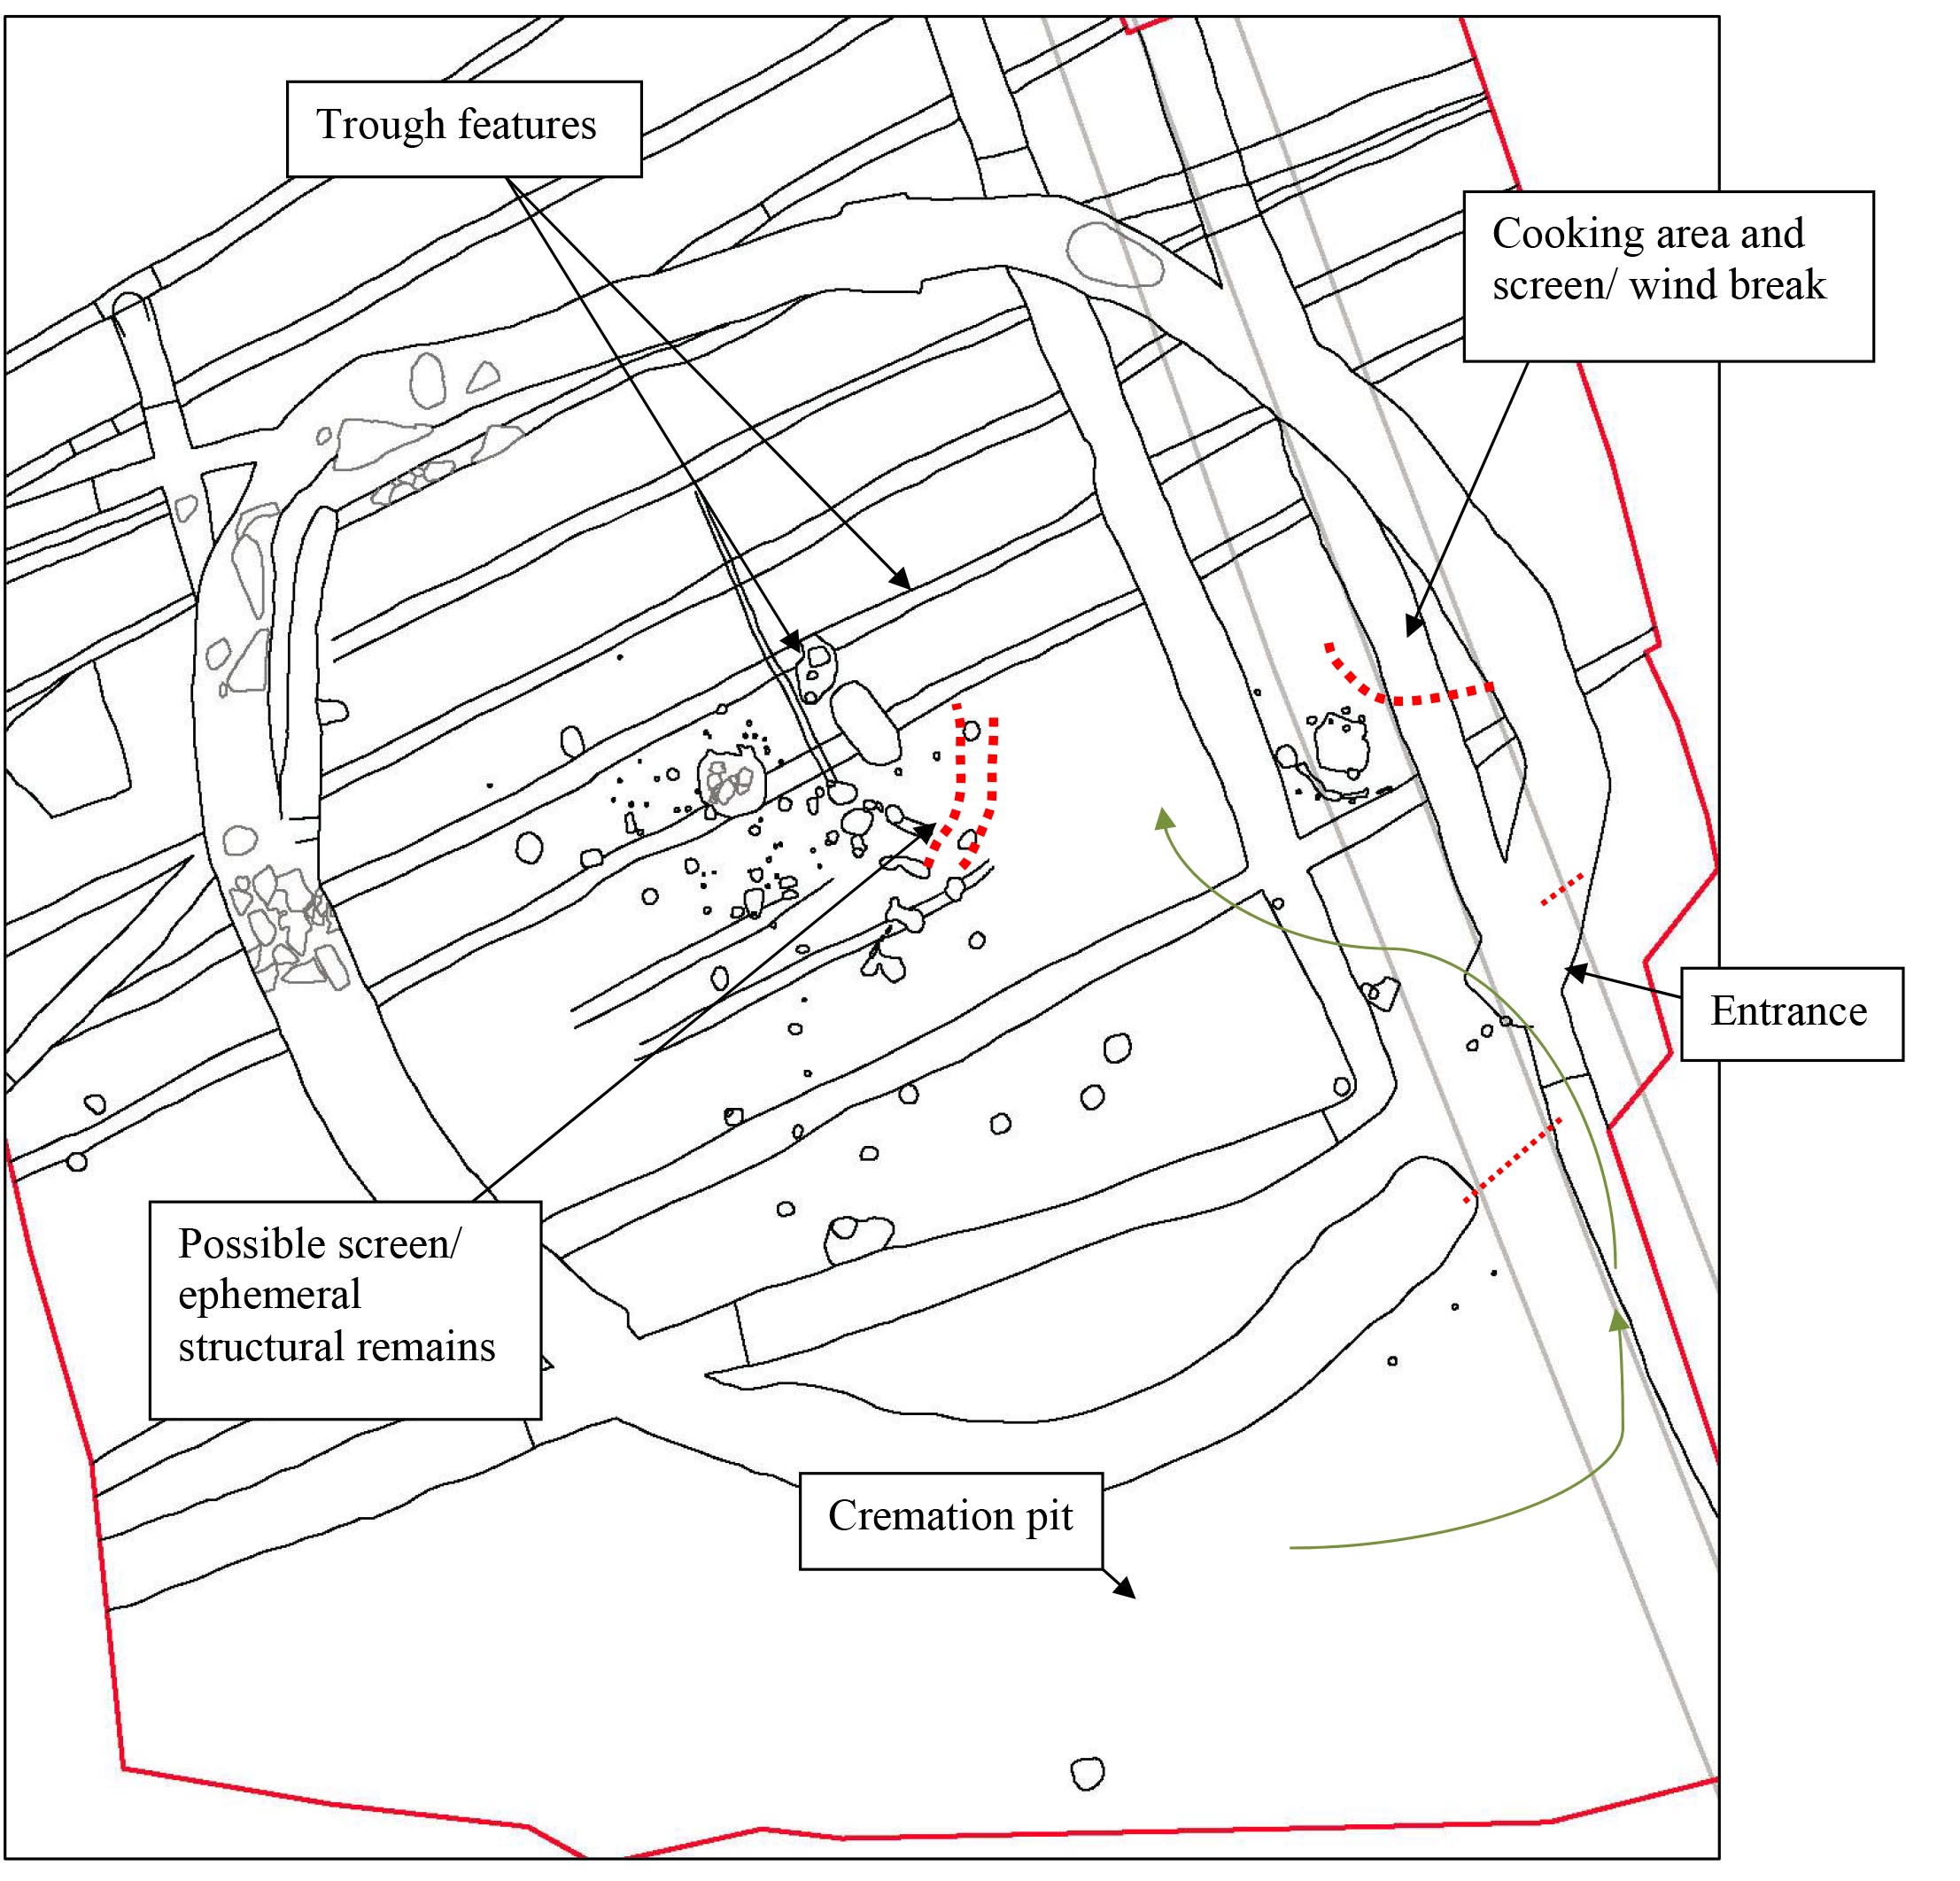 Trough features
Cooking area and
screen/ wind break
Entrance
Possible screen/
ephemeral
structural remains
Cremation pit